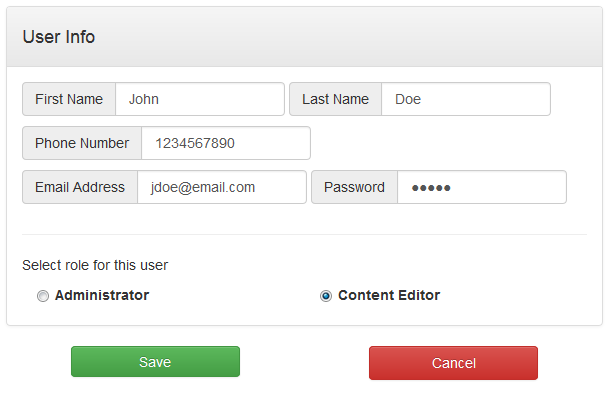 User Info
First Name John Last Name Doe
Phone Number 1234567890
Email Address jdoe@email.com Password •••••
Select role for this user
Administrator Content Editor
Save Cancel